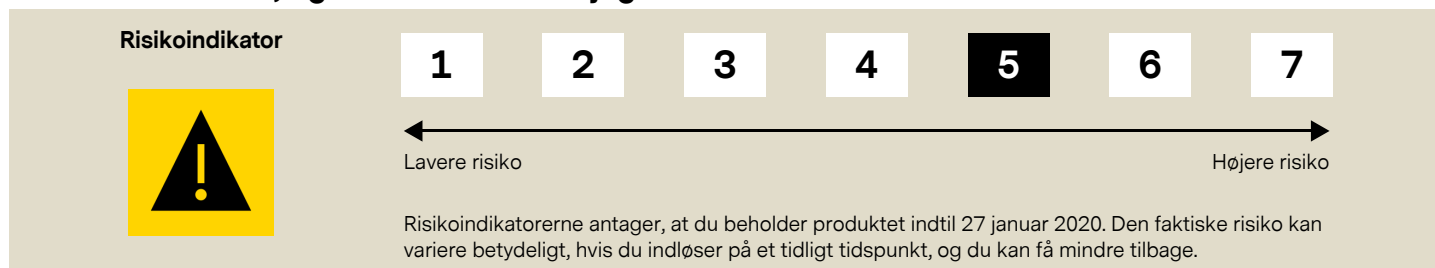 Risikoindikator
1 2 3 4 5 6 7
Lavere risiko Højere risiko
Risikoindikatorerne antager, at du beholder produktet indtil 27 januar 2020. Den faktiske risiko kan
variere betydeligt, hvis du indløser på et tidligt tidspunkt, og du kan få mindre tilbage.